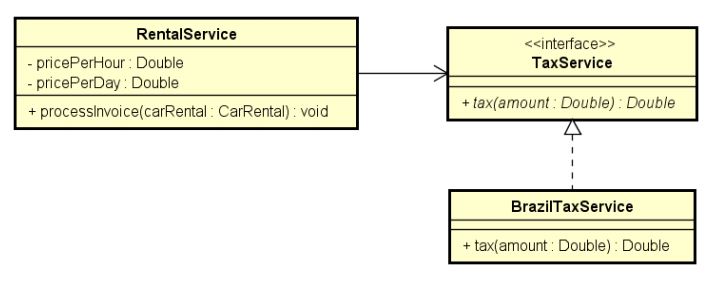 RentalService
- pricePerHour : Double
- pricePerDay : Double
+ processInvoice(carRental : CarRental) : void
<<interface>>
TaxService
+ tax(amount : Double) : Double
BrazilTaxService
+ tax(amount : Double) : Double